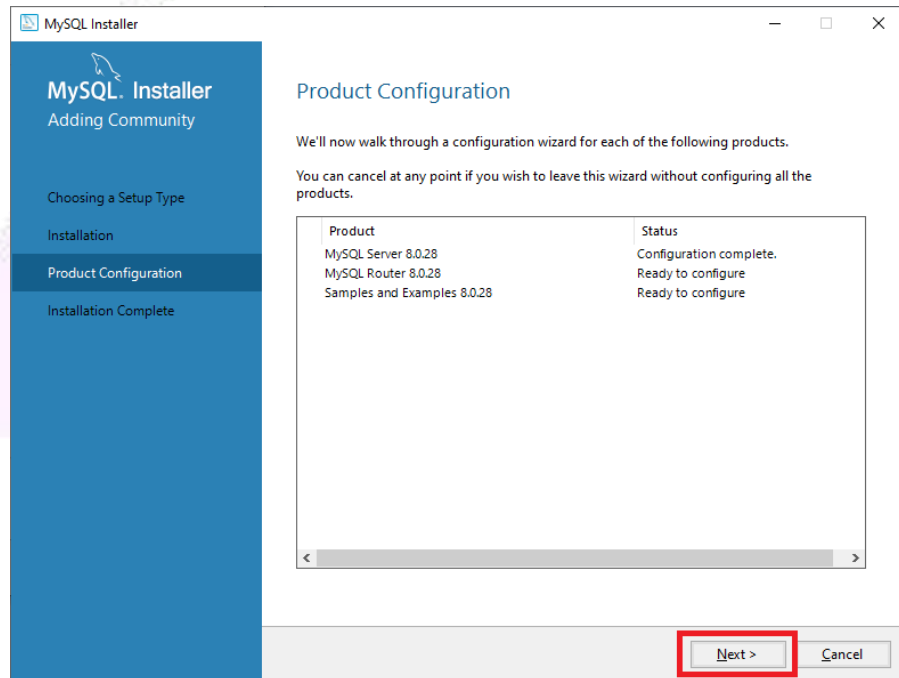 MySQL Installer
MySQL. Installer
Adding Community
Choosing a Setup Type
Installation
Product Configuration
Installation Complete
Product Configuration
We'll now walk through a configuration wizard for each of the following products.
You can cancel at any point if you wish to leave this wizard without configuring all the
products.
Product Status
MySQL Server 8.0.28 Configuration complete.
MySQL Router 8.0.28 Ready to configure
Samples and Examples 8.0.28 Ready to configure
Next > Cancel